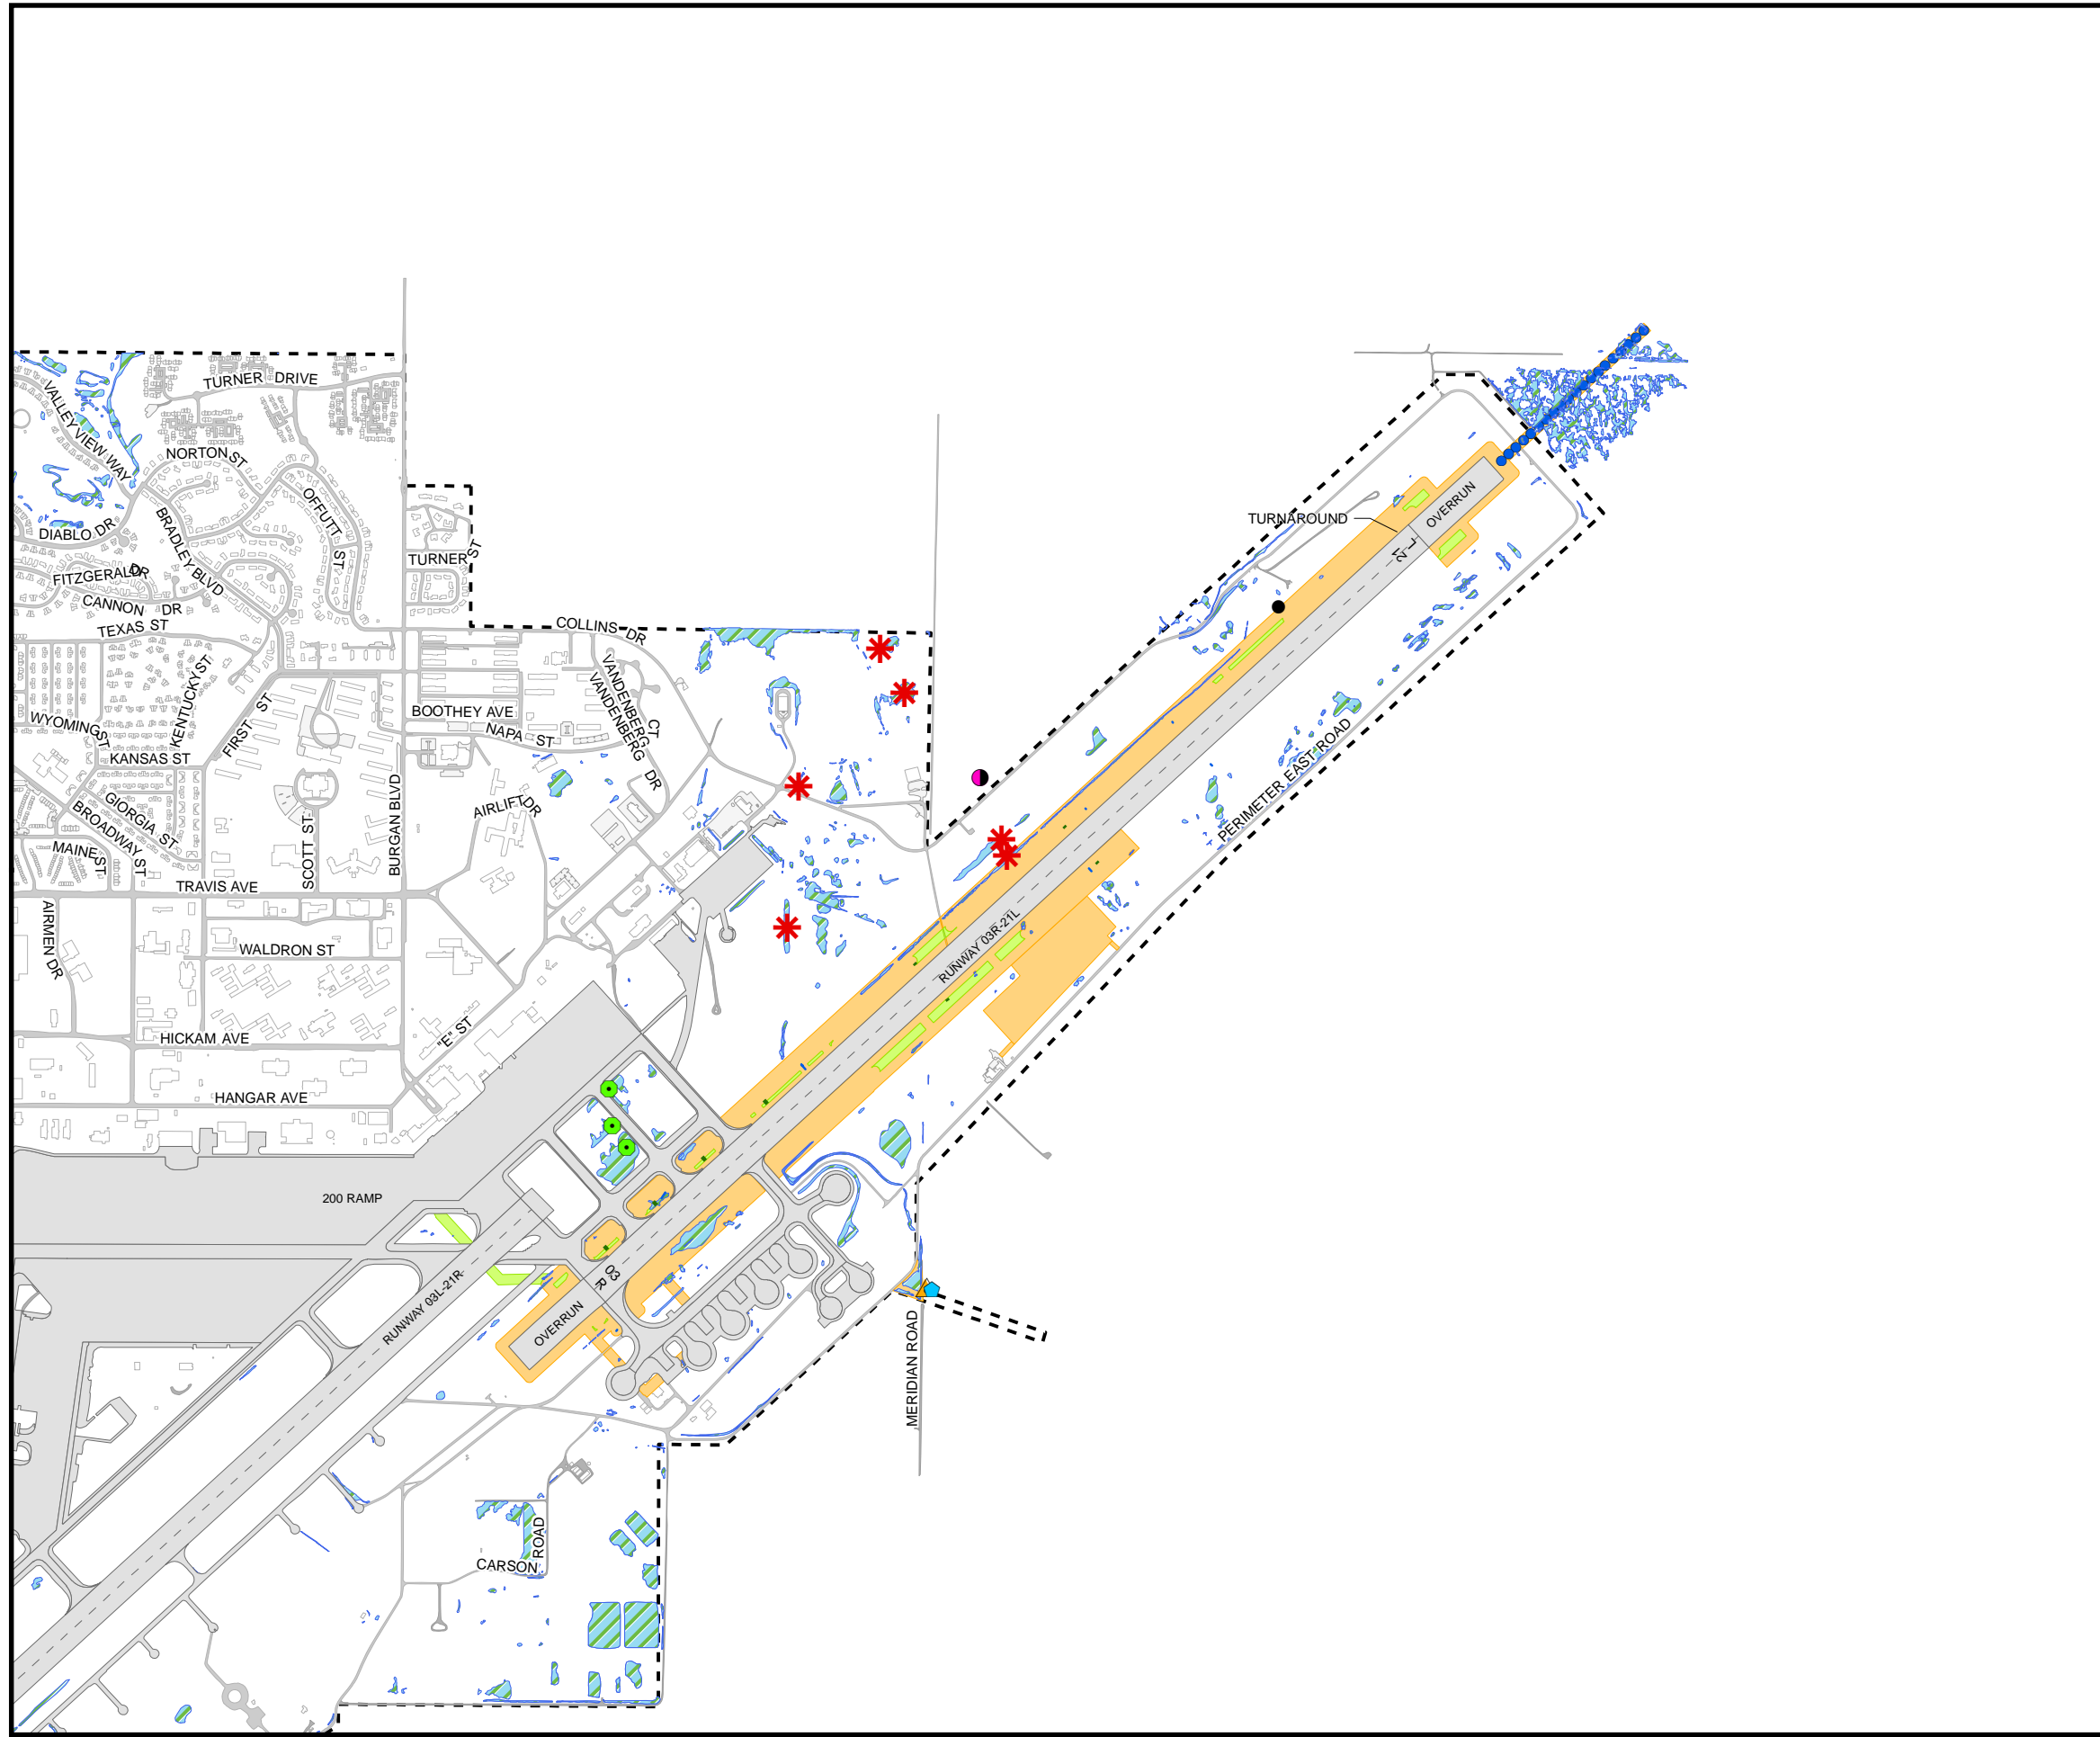 TURNER DRIVE
VALLEYVIEW WAY
NORTON ST
OFFUTT ST
BRADLEY BLVD
DIABLO DR
TURNER ST
FITZGERALD DR
CANNON DR
TEXAS ST
COLLINS DR
TURNAROUND
OVERRUN
21 L
KENTUCKY ST
FIRST ST
VANDENBERG CT
VANDENBERG DR
WYOMING ST
BOOTHEY AVE
NAPA ST
KANSAS ST
GIORGIA ST
BROADWAY ST
MAINE ST
SCOTT ST
BURGAN BLVD
AIRLIFT DR
PERIMETER EAST ROAD
TRAVIS AVE
AIRMEN DR
WALDRON ST
RUNWAY 03R-21L
"E" ST
HICKAM AVE
HANGAR AVE
200 RAMP
03 R
RUNWAY 03L-21R
OVERRUN
MERIDIAN ROAD
CARSON ROAD